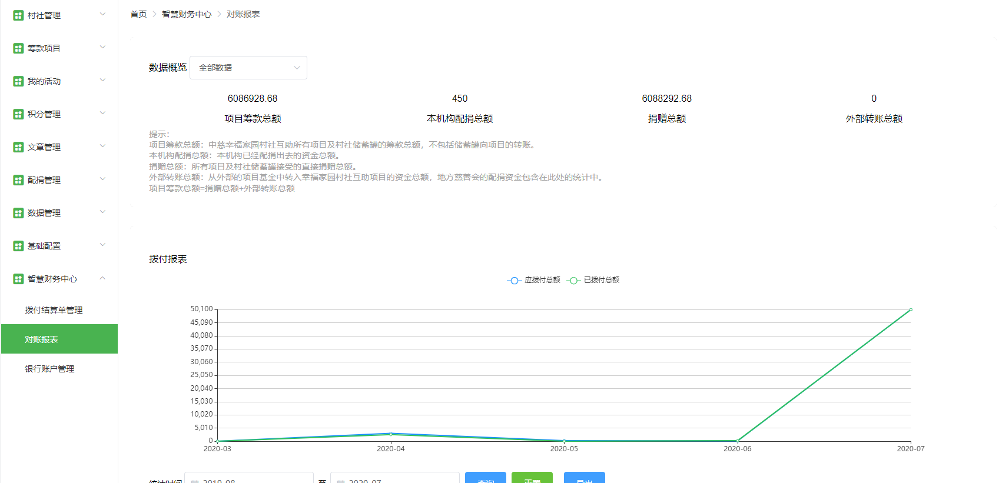 村社管理
筹款项目
我的活动
积分管理
文章管理
配捐管理
数据管理
基础配置
智慧财务中心
拨付结算单管理
对账报表
银行账户管理
首页 > 智慧财务中心 > 对账报表
数据概览 全部数据
6086928.68 450 6088292.68 0
项目筹款总额 本机构配捐总额 捐赠总额 外部转账总额
提示：
项目筹款总额：中慈幸福家园村社互助所有项目及村社储蓄罐的筹款总额，不包括储蓄罐向项目的转账。
本机构配捐总额：本机构已经配捐出去的资金总额。
捐赠总额：所有项目及村社储蓄罐接受的直接捐赠总额。
外部转账总额：从外部的项目基金中转入幸福家园村社互助项目的资金总额，地方慈善会的配捐资金包含在此处的统计中。
项目筹款总额=捐赠总额+外部转账总额
拨付报表
应拨付总额 已拨付总额
50,100
45,090
40,080
35,070
30,060
25,050
20,040
15,030
10,020
5,010
0
2020-03 2020-04 2020-05 2020-06 2020-07
统计时间 2019-08 至 2020-07 查询 重置 导出